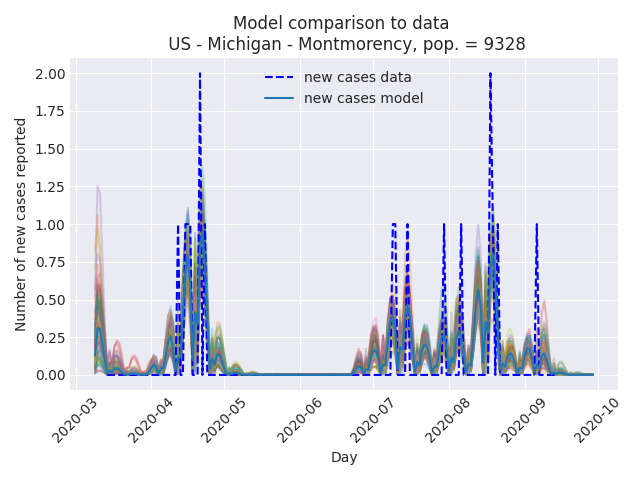 Model comparison to data
US - Michigan - Montmorency, pop. = 9328
new cases data
new cases model
Number of new cases reported
2.00
1.75
1.50
1.25
1.00
0.75
0.50
0.25
0.00
2020-03
2020-04
2020-05
2020-06
2020-07
2020-08
2020-09
2020-10
Day